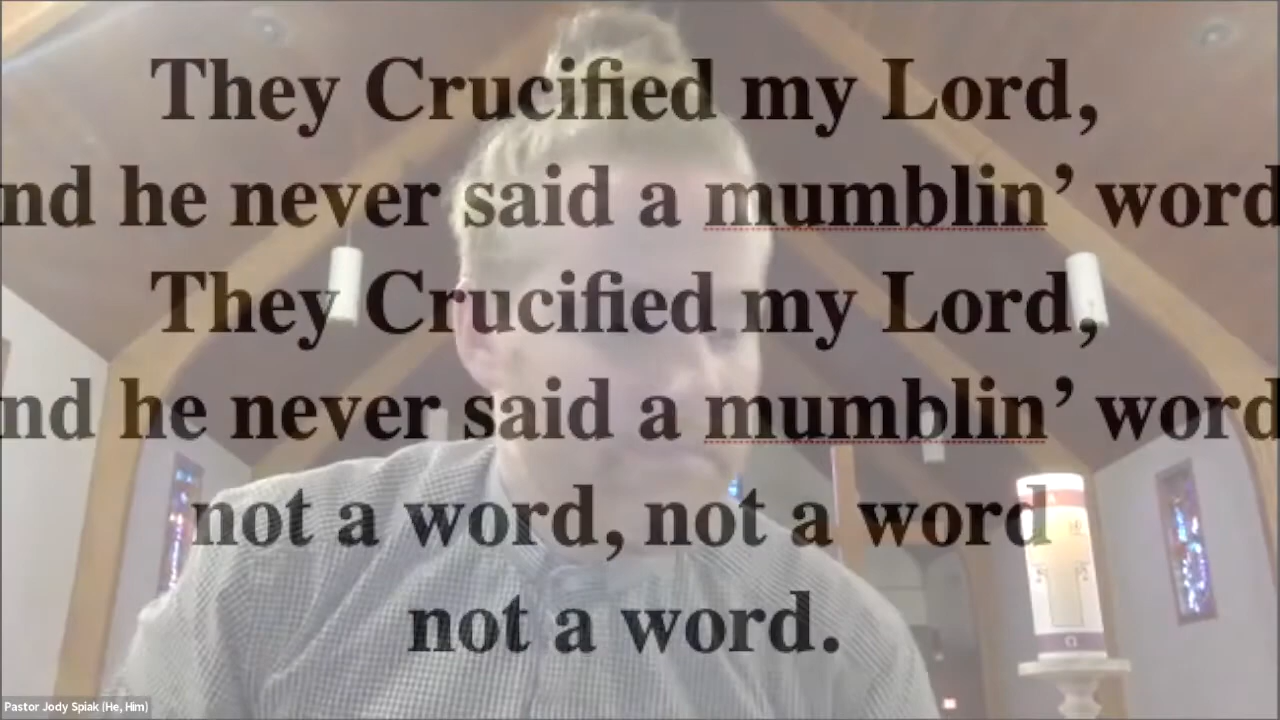 They Crucified my Lord,
nd he never said a mumblin’ word
They Crucified my Lord,
nd he never said a mumblin’ word
not a word, not a word
not a word.
Pastor Jody Spiak (He, Him)